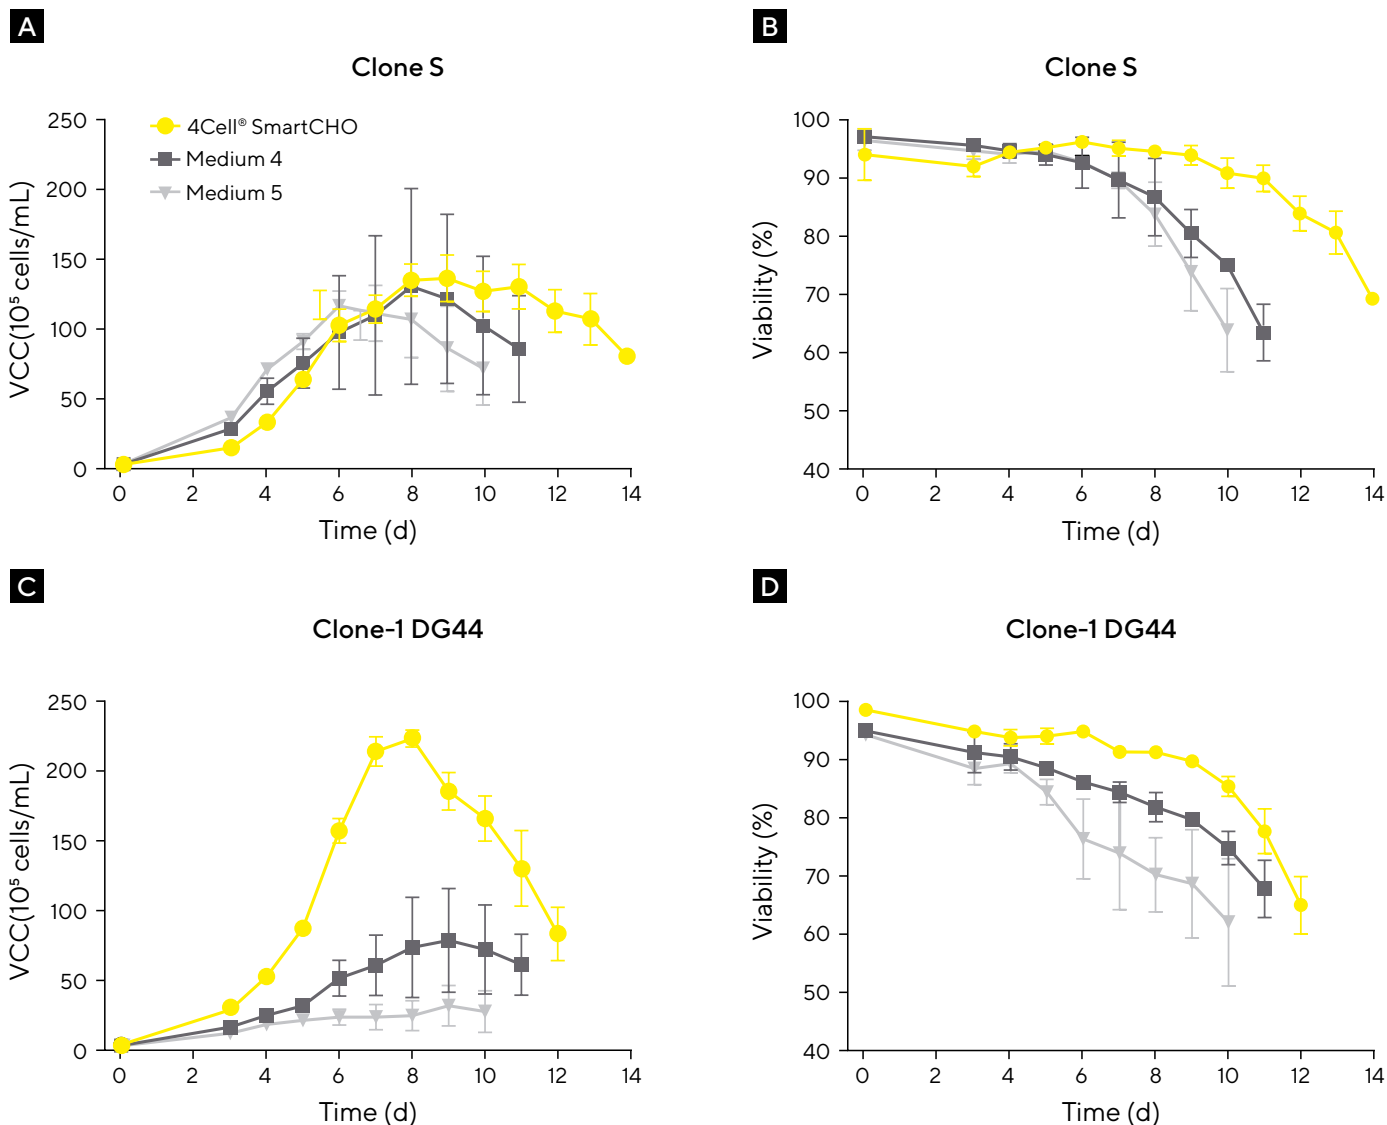 A
Clone S
250
200
150
100
50
0
VCC(10⁵ cells/mL)
4Cell® SmartCHO
Medium 4
Medium 5
0 2 4 6 8 10 12 14
Time (d)
B
Clone S
100
90
80
70
60
50
40
Viability (%)
0 2 4 6 8 10 12 14
Time (d)
C
Clone-1 DG44
250
200
150
100
50
0
VCC(10⁵ cells/mL)
0 2 4 6 8 10 12 14
Time (d)
D
Clone-1 DG44
100
90
80
70
60
50
40
Viability (%)
0 2 4 6 8 10 12 14
Time (d)